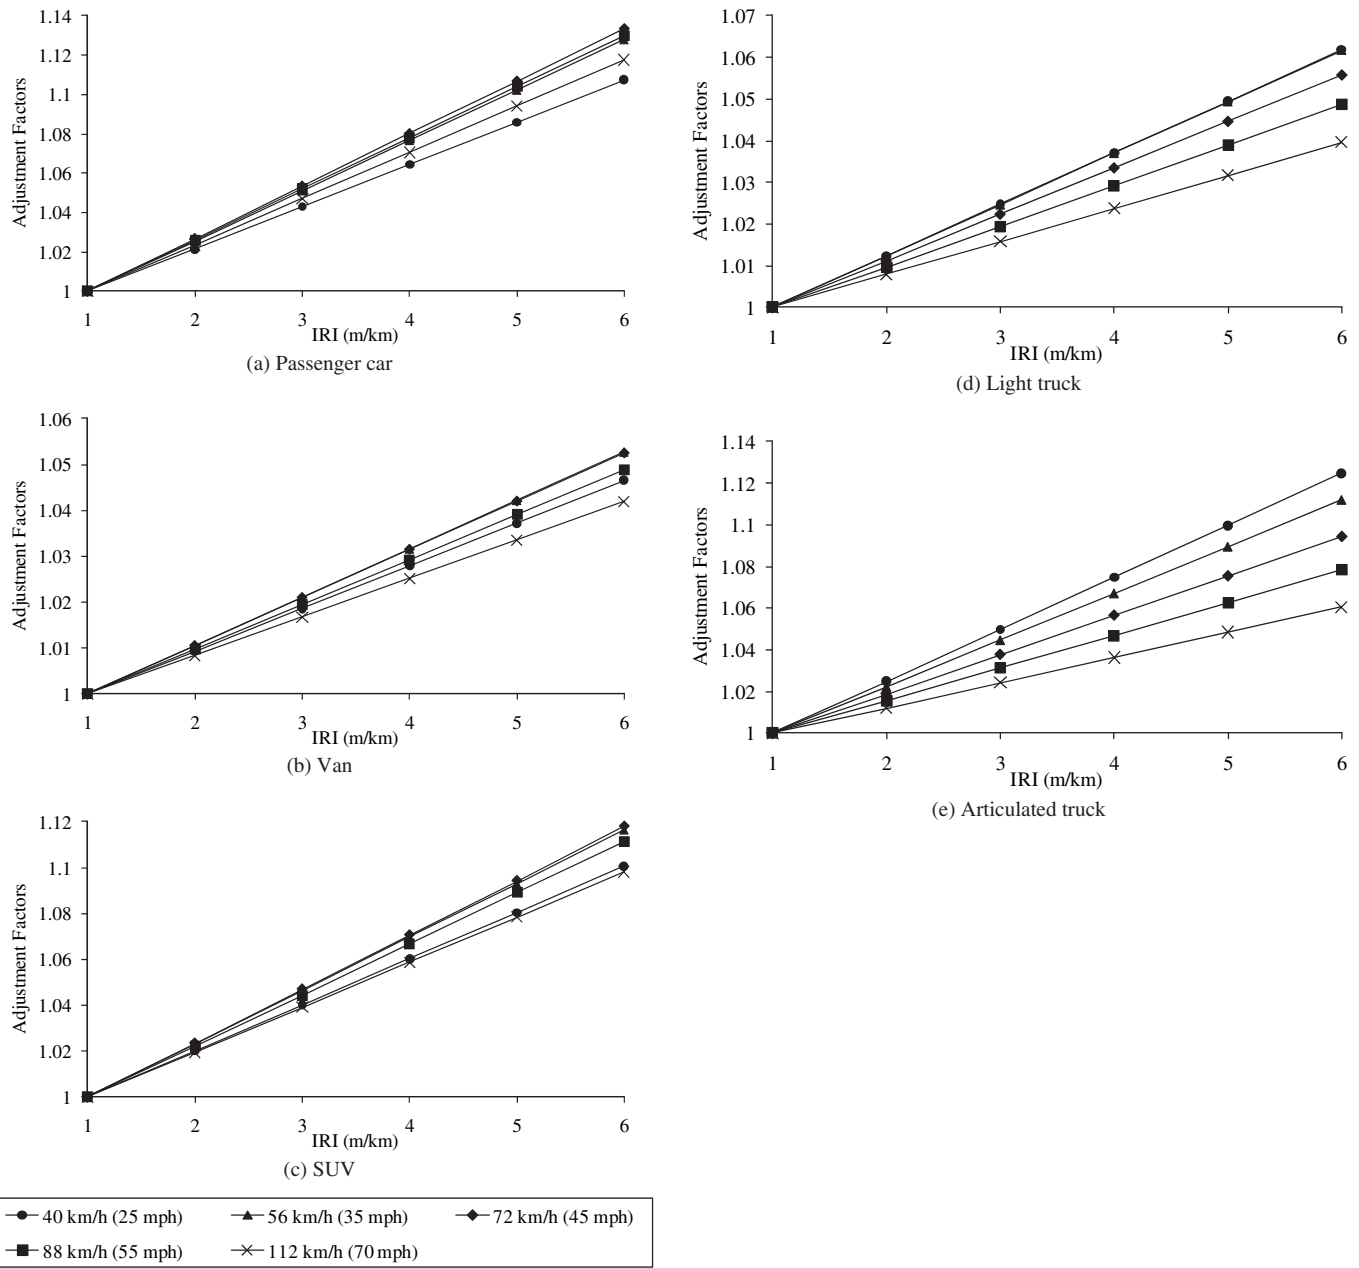 1.14
1.12
1.1
1.08
1.06
1.04
1.02
1
Adjustment Factors
1 2 3 4 5 6
IRI (m/km)
(a) Passenger car
1.06
1.05
1.04
1.03
1.02
1.01
1
Adjustment Factors
1 2 3 4 5 6
IRI (m/km)
(b) Van
1.12
1.1
1.08
1.06
1.04
1.02
1
Adjustment Factors
1 2 3 4 5 6
IRI (m/km)
(c) SUV
1.07
1.06
1.05
1.04
1.03
1.02
1.01
1
Adjustment Factors
1 2 3 4 5 6
IRI (m/km)
(d) Light truck
1.14
1.12
1.1
1.08
1.06
1.04
1.02
1
Adjustment Factors
1 2 3 4 5 6
IRI (m/km)
(e) Articulated truck
40 km/h (25 mph) 56 km/h (35 mph) 72 km/h (45 mph)
88 km/h (55 mph) 112 km/h (70 mph)